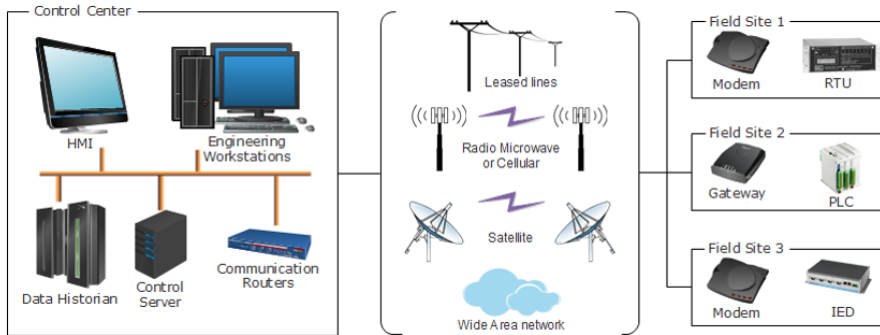 Control Center
HMI
Engineering
Workstations
Data Historian
Control
Server
Communication
Routers
Leased lines
Radio Microwave
or Cellular
Satellite
Wide Area network
Field Site 1
Modem
RTU
Field Site 2
Gateway
PLC
Field Site 3
Modem
IED